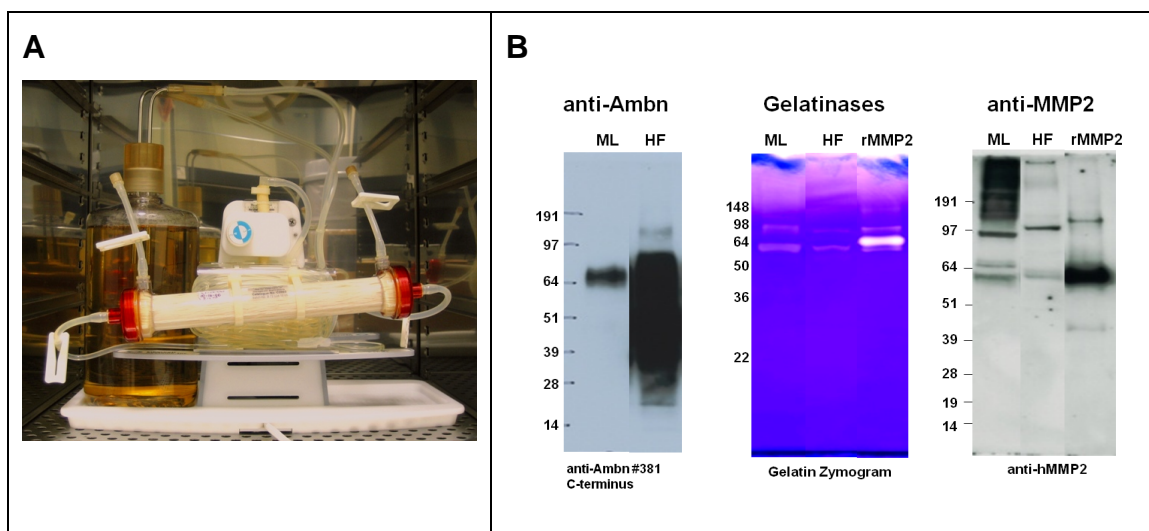 A
B
anti-Ambn
ML HF
191
97
64
51
39
28
14
anti-Ambn #381
C-terminus
Gelatinases
ML HF rMMP2
148
98
64
50
36
22
Gelatin Zymogram
anti-MMP2
ML HF rMMP2
191
97
64
51
39
28
19
14
anti-hMMP2